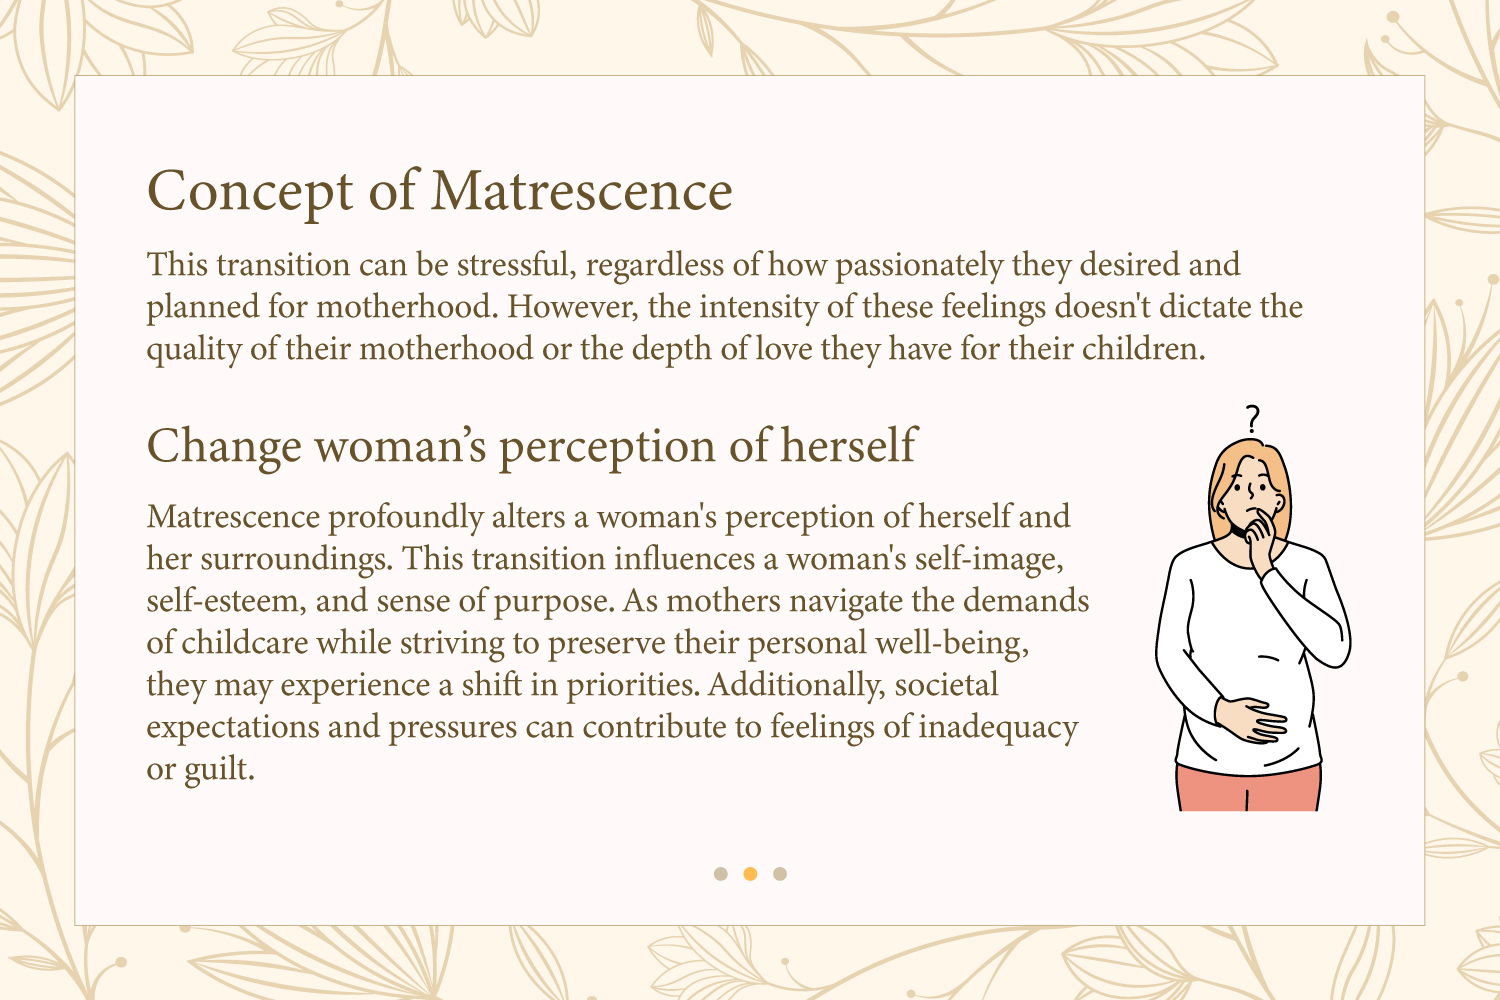 Concept of Matrescence
This transition can be stressful, regardless of how passionately they desired and
planned for motherhood. However, the intensity of these feelings doesn't dictate the
quality of their motherhood or the depth of love they have for their children.
?
Change woman’s perception of herself
Matrescence profoundly alters a woman's perception of herself and
her surroundings. This transition influences a woman's self-image,
self-esteem, and sense of purpose. As mothers navigate the demands
of childcare while striving to preserve their personal well-being,
they may experience a shift in priorities. Additionally, societal
expectations and pressures can contribute to feelings of inadequacy
or guilt.